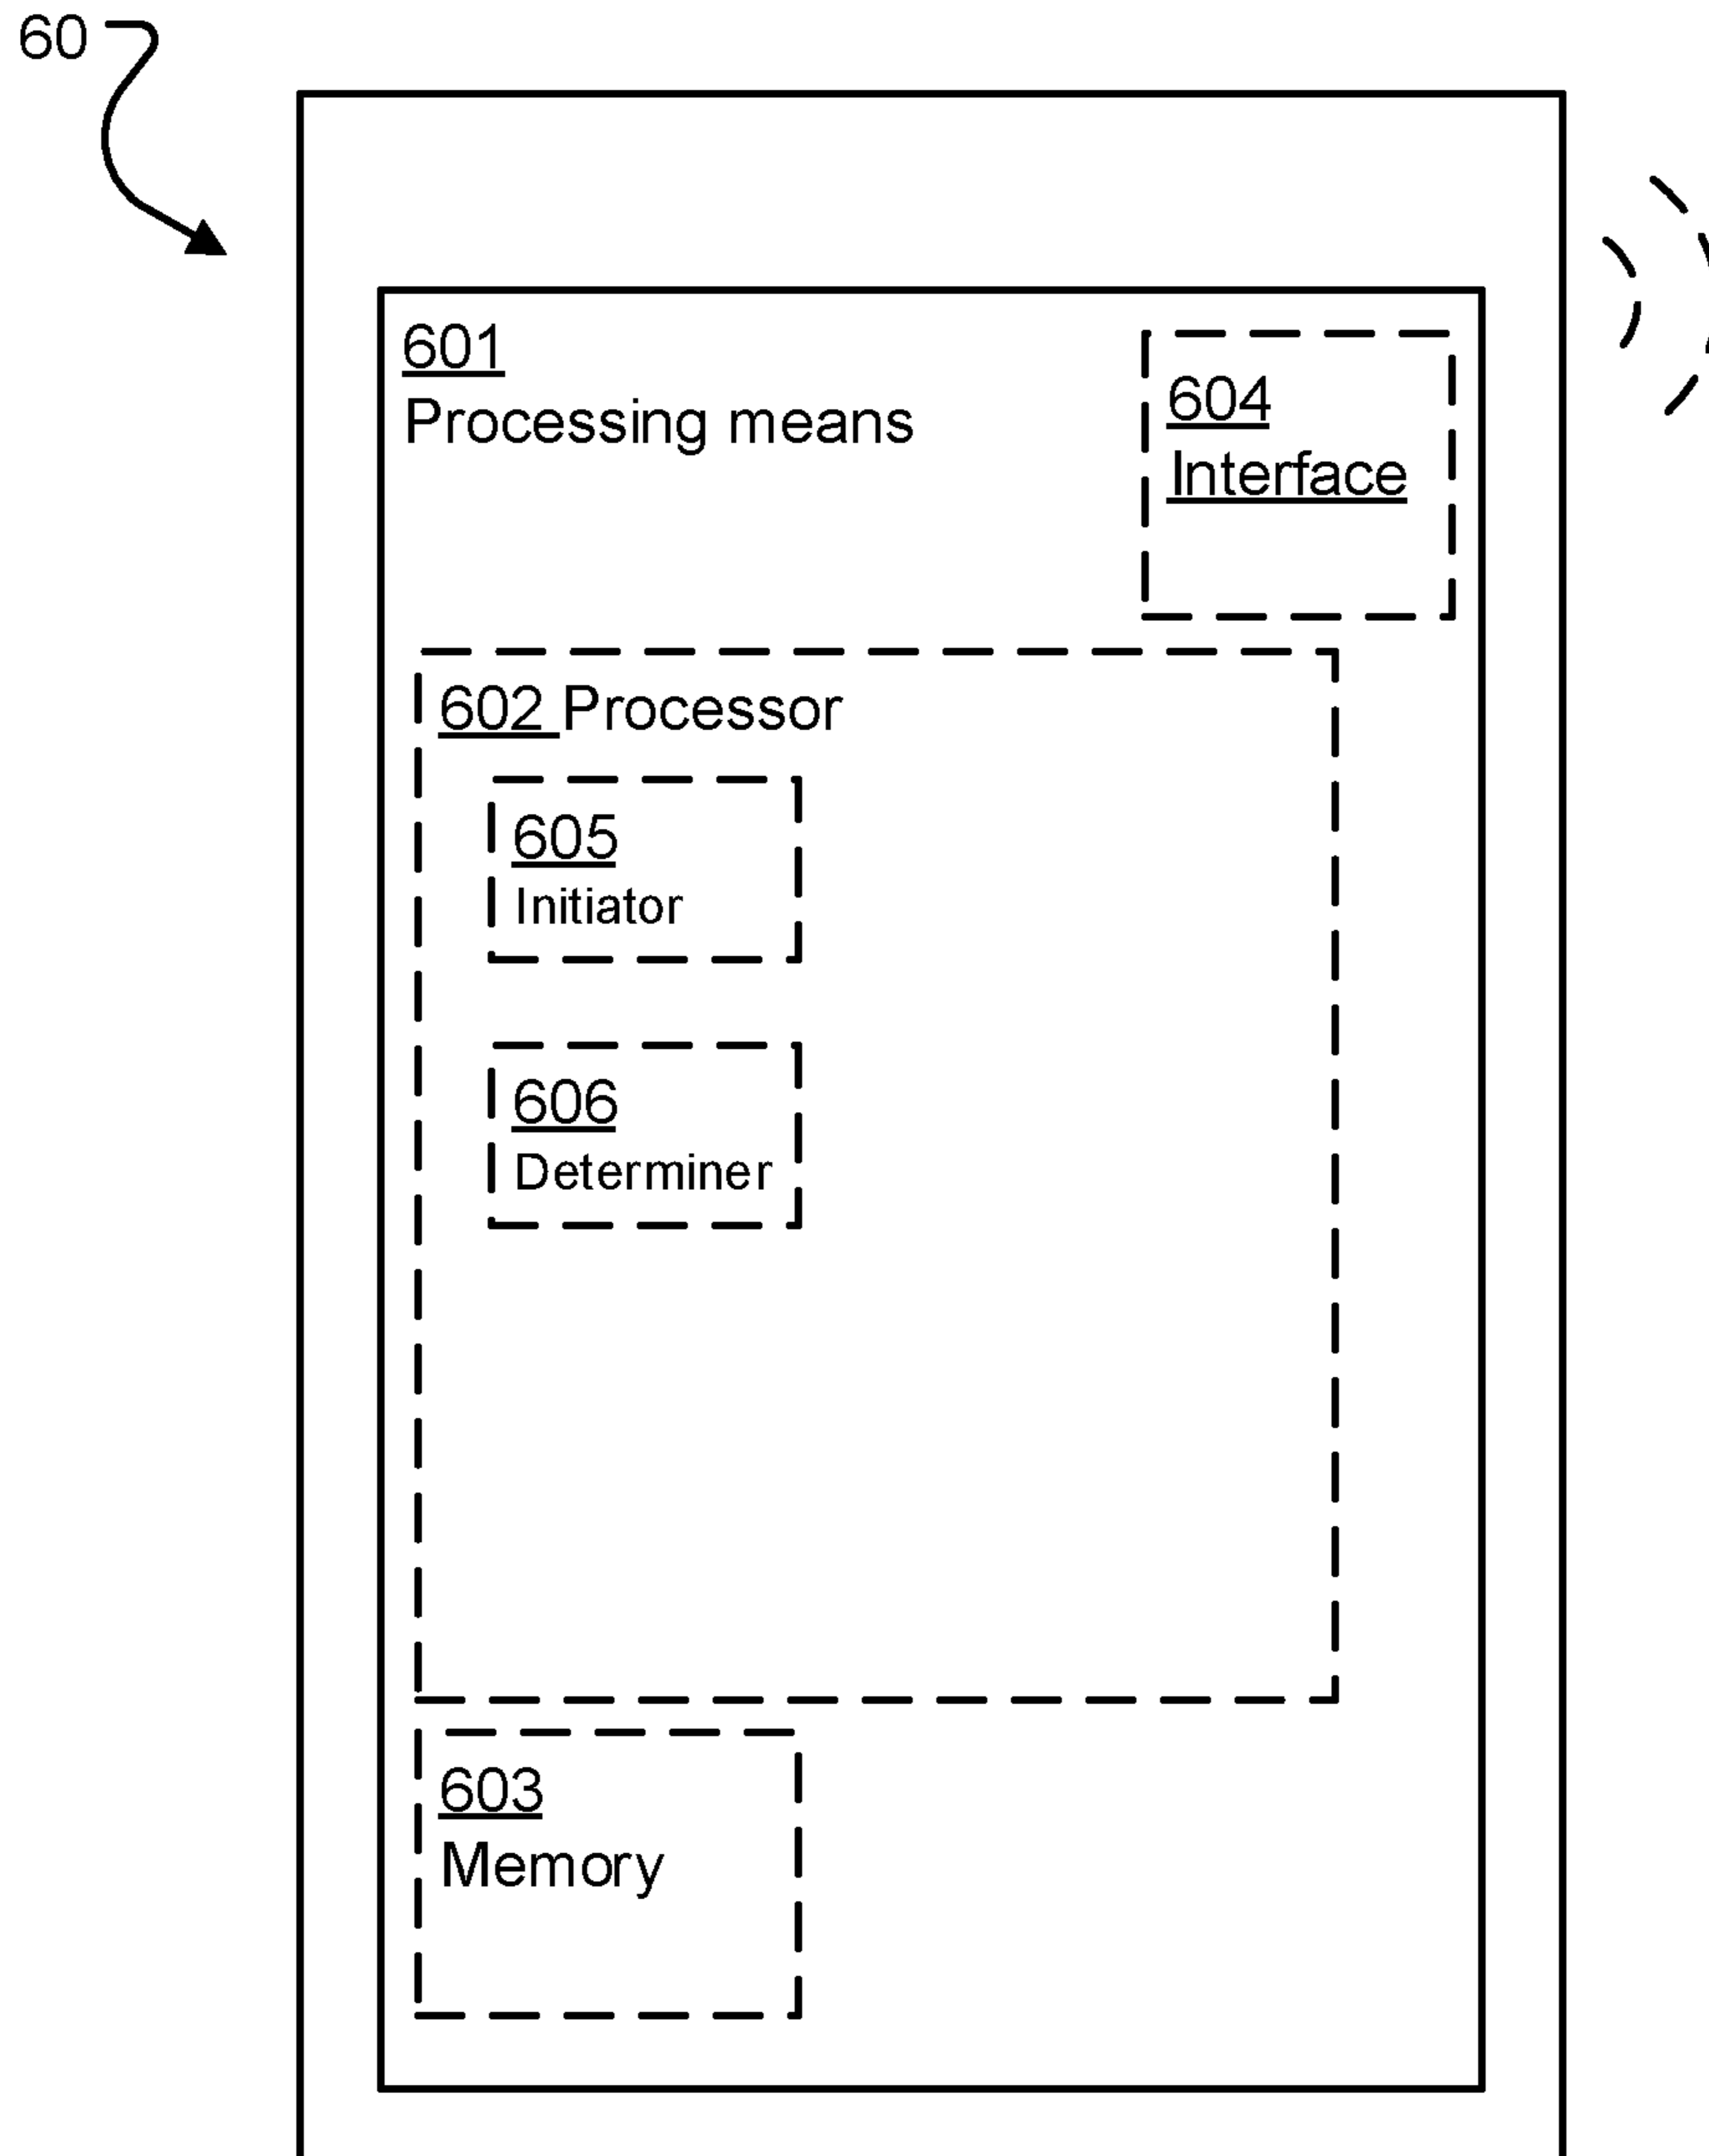 60
601
Processing means
604
Interface
602 Processor
605
Initiator
606
Determiner
603
Memory